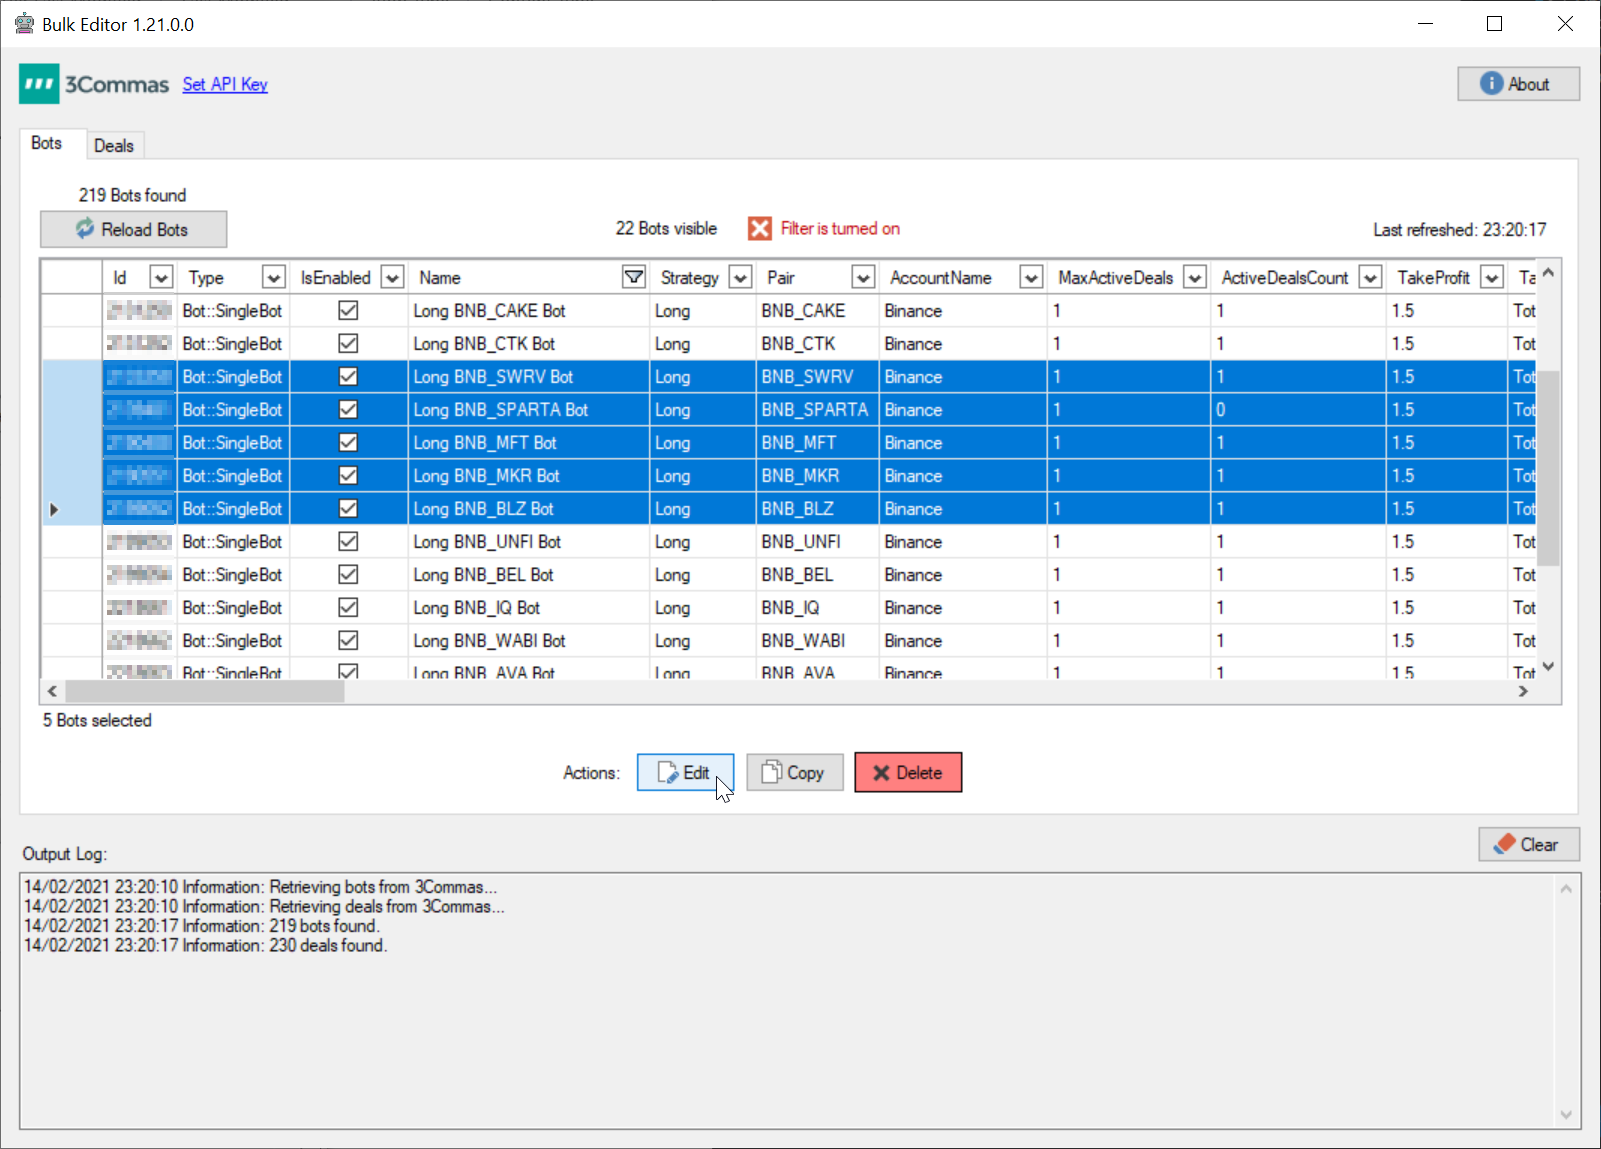 Bulk Editor 1.21.0.0
3Commas Set API Key
About
Bots Deals
219 Bots found
Reload Bots
22 Bots visible
Filter is turned on
Last refreshed: 23:20:17
Id Type IsEnabled Name Strategy Pair AccountName MaxActiveDeals ActiveDealsCount TakeProfit Ta
Bot::SingleBot Long BNB_CAKE Bot Long BNB_CAKE Binance 1 1 1.5 Tot
Bot::SingleBot Long BNB_CTK Bot Long BNB_CTK Binance 1 1 1.5 Tot
Bot::SingleBot Long BNB_SWRV Bot Long BNB_SWRV Binance 1 1 1.5 Tot
Bot::SingleBot Long BNB_SPARTA Bot Long BNB_SPARTA Binance 1 0 1.5 Tot
Bot::SingleBot Long BNB_MFT Bot Long BNB_MFT Binance 1 1 1.5 Tot
Bot::SingleBot Long BNB_MKR Bot Long BNB_MKR Binance 1 1 1.5 Tot
Bot::SingleBot Long BNB_BLZ Bot Long BNB_BLZ Binance 1 1 1.5 Tot
Bot::SingleBot Long BNB_UNFI Bot Long BNB_UNFI Binance 1 1 1.5 Tot
Bot::SingleBot Long BNB_BEL Bot Long BNB_BEL Binance 1 1 1.5 Tot
Bot::SingleBot Long BNB_IQ Bot Long BNB_IQ Binance 1 1 1.5 Tot
Bot::SingleBot Long BNB_WABI Bot Long BNB_WABI Binance 1 1 1.5 Tot
Bot::SingleBot Long BNB_AVA Bot Long BNB_AVA Binance 1 1 1.5 Tot
5 Bots selected
Actions: Edit Copy Delete
Clear
Output Log:
14/02/2021 23:20:10 Information: Retrieving bots from 3Commas...
14/02/2021 23:20:10 Information: Retrieving deals from 3Commas...
14/02/2021 23:20:17 Information: 219 bots found.
14/02/2021 23:20:17 Information: 230 deals found.